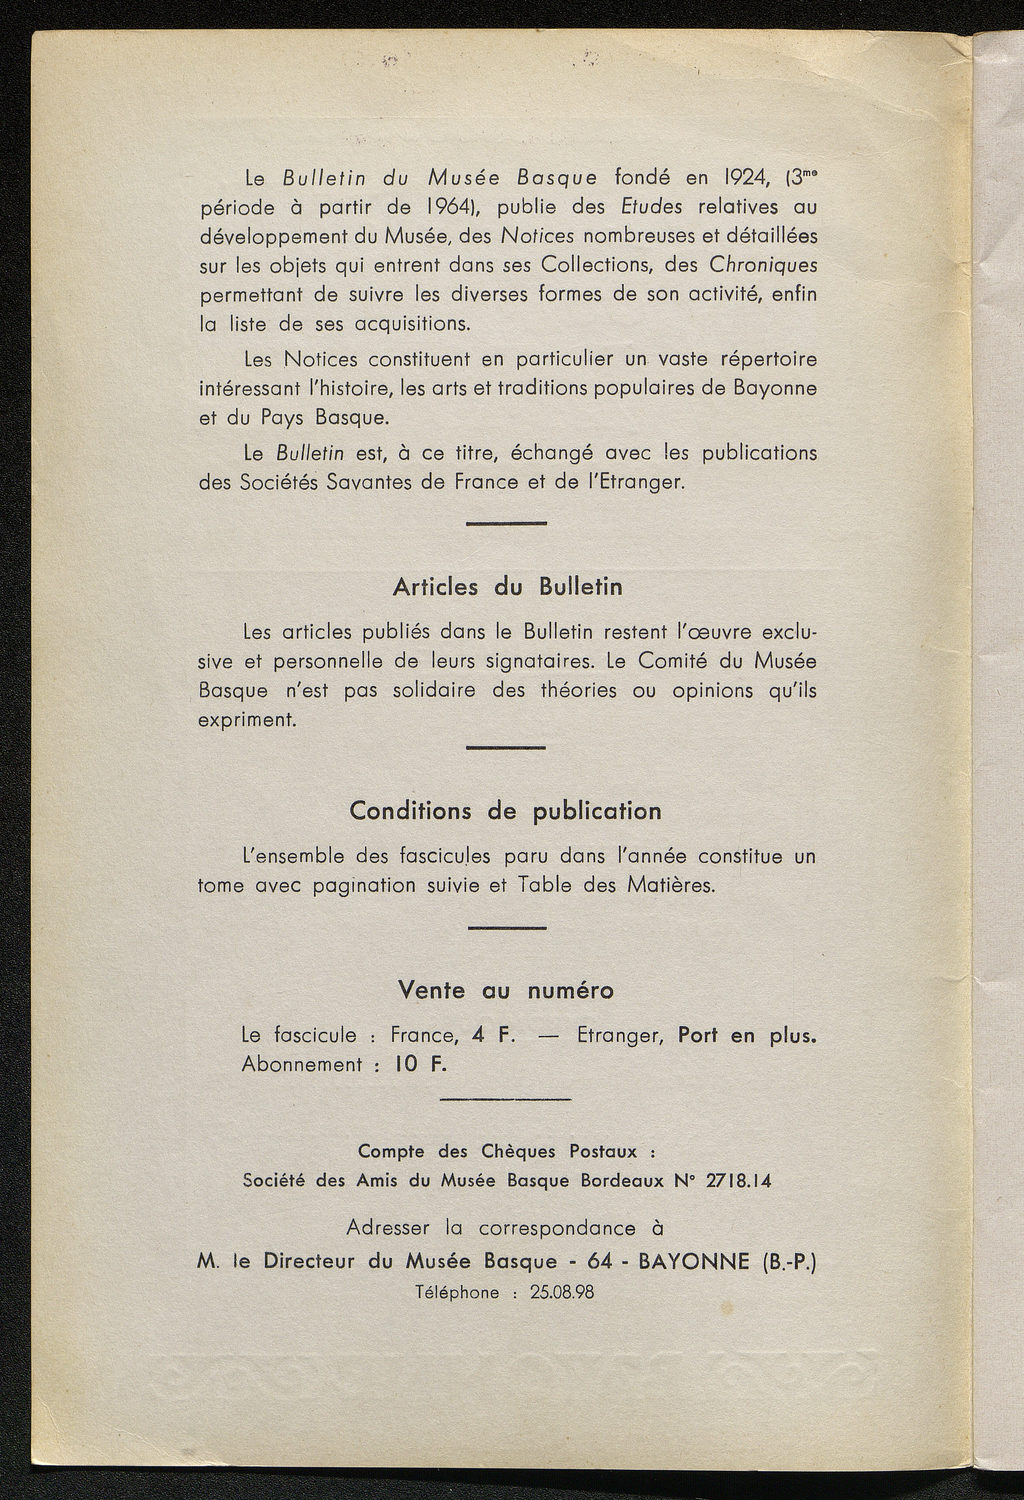 Le Bulletin du Musée Basque fondé en 1924, (3me
période à partir de 1964), publie des Etudes relatives au
développement du Musée, des Notices nombreuses et détaillées
sur les objets qui entrent dans ses Collections, des Chroniques
permettant de suivre les diverses formes de son activité, enfin
la liste de ses acquisitions.
Les Notices constituent en particulier un vaste répertoire
intéressant l'histoire, les arts et traditions populaires de Bayonne
et du Pays Basque.
Le Bulletin est, à ce titre, échangé avec les publications
des Sociétés Savantes de France et de l'Etranger.
Articles du Bulletin
Les articles publiés dans le Bulletin restent l'œuvre exclu-
sive et personnelle de leurs signataires. Le Comité du Musée
Basque n'est pas solidaire des théories ou opinions qu'ils
expriment.
Conditions de publication
L'ensemble des fascicules paru dans l'année constitue un
tome avec pagination suivie et Table des Matières.
Vente au numéro
Le fascicule : France, 4 F. — Etranger, Port en plus.
Abonnement : 10 F.
Compte des Chèques Postaux :
Société des Amis du Musée Basque Bordeaux N° 2718.14
Adresser la correspondance à
M. le Directeur du Musée Basque - 64 - BAYONNE (B.-P.)
Téléphone : 25.08.98